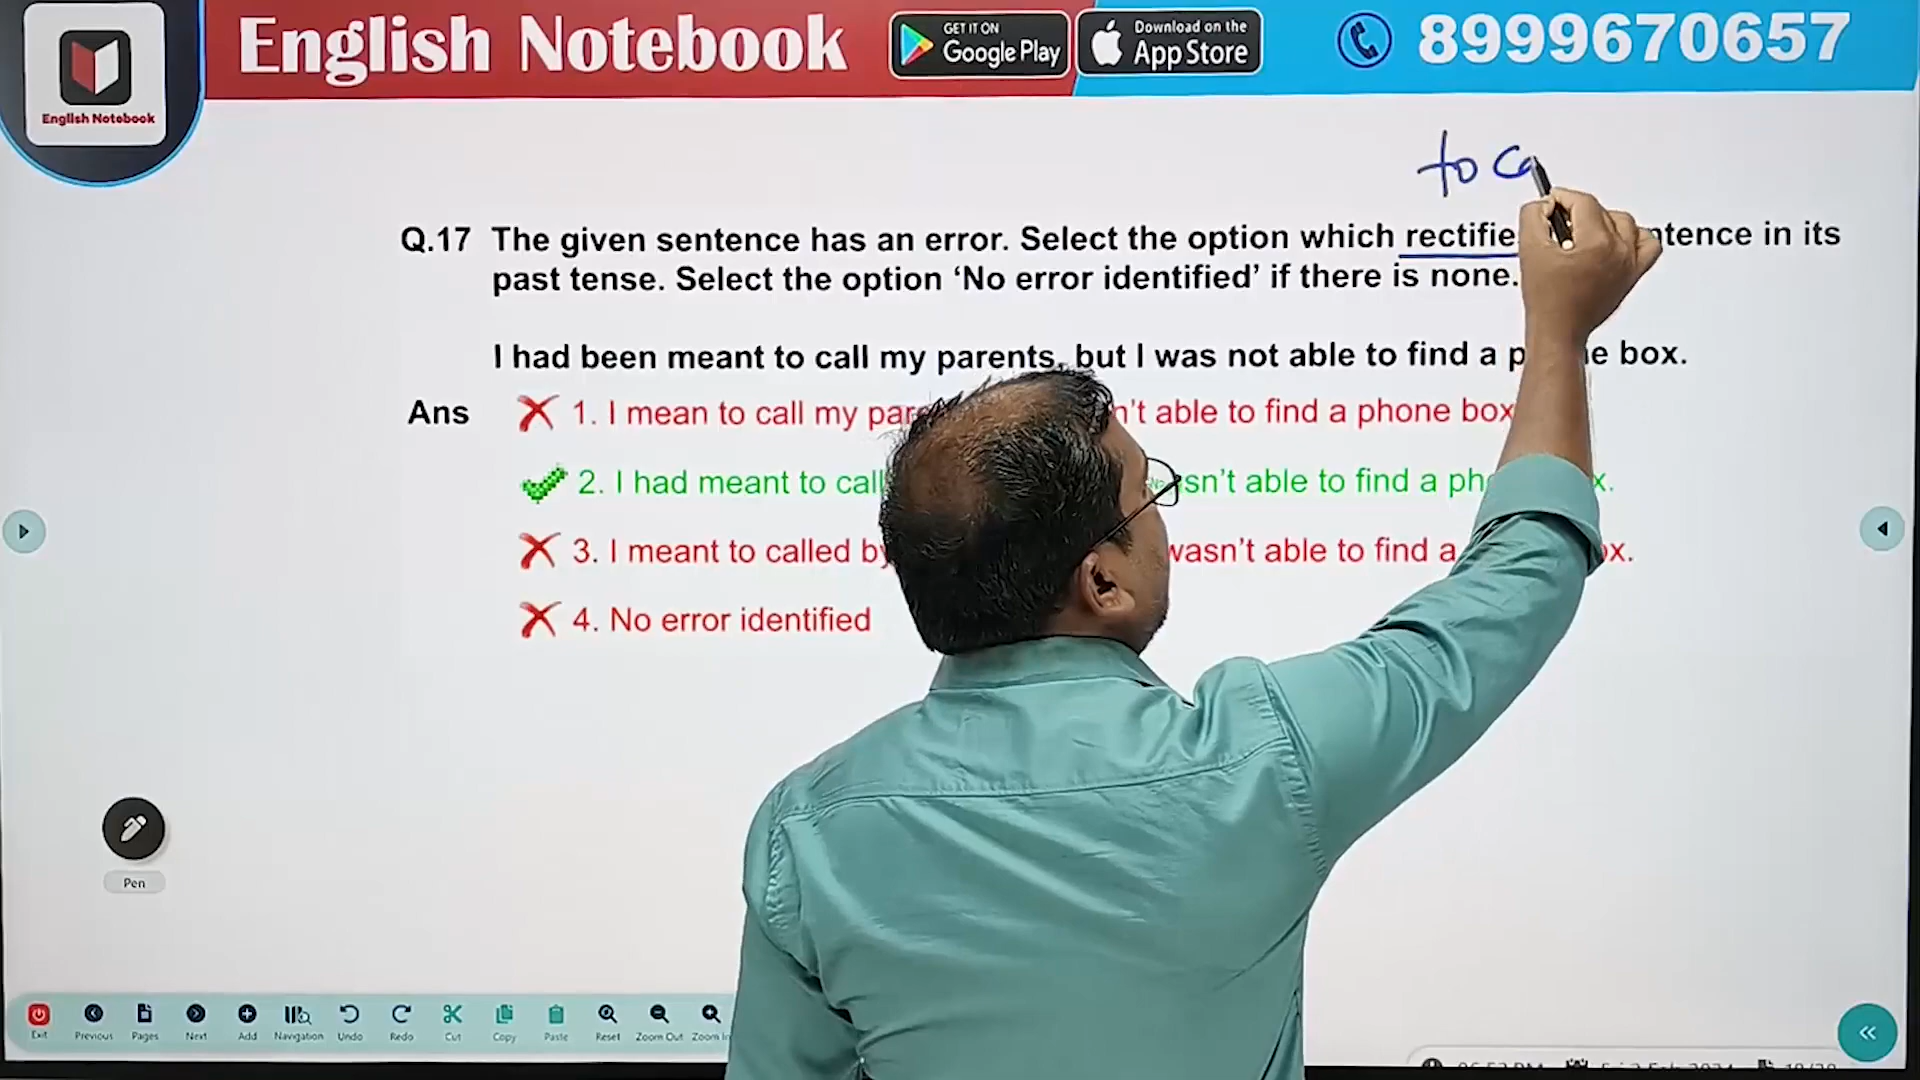 English Notebook
GET IT ON
Google Play
Download on the
App Store
8999670657
English Notebook
to c
Q.17 The given sentence has an error. Select the option which rectifie tence in its
past tense. Select the option ‘No error identified’ if there is none.
I had been meant to call my parents, but I was not able to find a p e box.
Ans
1. I mean to call my par n’t able to find a phone box
2. I had meant to call sn’t able to find a ph x.
3. I meant to called by wasn’t able to find a ox.
4. No error identified
Pen
Exit Previous Pages Next Add Navigation Undo Redo Cut Copy Paste Reset Zoom Out Zoom In